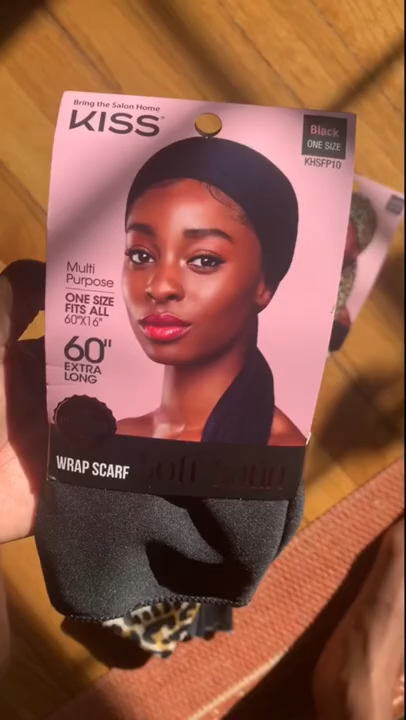 Bring the Salon Home
KISS
Black
ONE SIZE
KHSFP10
Multi
Purpose
ONE SIZE
FITS ALL
60"X16"
60"
EXTRA
LONG
WRAP SCARF